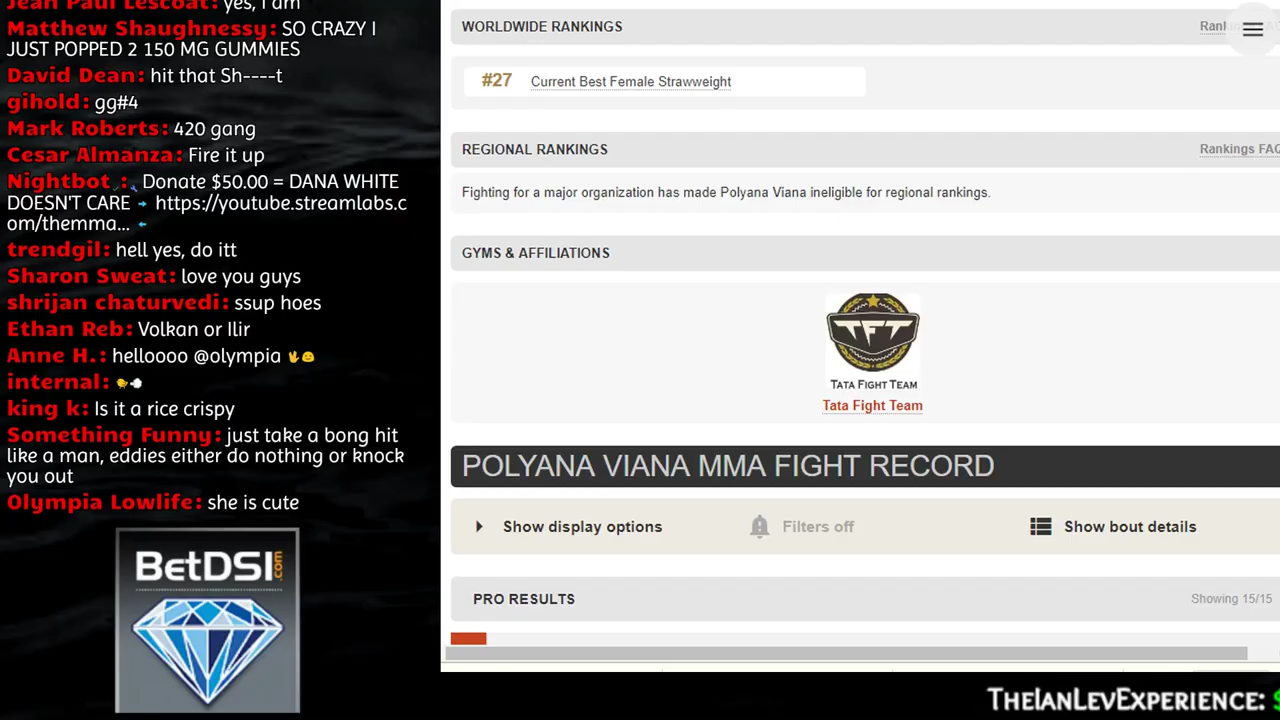 Jean Paul Lescoat: yes, I am
Matthew Shaughnessy: SO CRAZY I
JUST POPPED 2 150 MG GUMMIES
David Dean: hit that Sh----t
gihold: gg#4
Mark Roberts: 420 gang
Cesar Almanza: Fire it up
Nightbot : Donate $50.00 = DANA WHITE
DOESN'T CARE https://youtube.streamlabs.c
om/themma...
trendgil: hell yes, do itt
Sharon Sweat: love you guys
shrijan chaturvedi: ssup hoes
Ethan Reb: Volkan or Ilir
Anne H.: helloooo @olympia 🖖😊
internal:
king k: Is it a rice crispy
Something Funny: just take a bong hit
like a man, eddies either do nothing or knock
you out
Olympia Lowlife: she is cute
BetDSI.com
WORLDWIDE RANKINGS
#27 Current Best Female Strawweight
REGIONAL RANKINGS Rankings FAQ
Fighting for a major organization has made Polyana Viana ineligible for regional rankings.
GYMS & AFFILIATIONS
TFT
TATA FIGHT TEAM
Tata Fight Team
POLYANA VIANA MMA FIGHT RECORD
Show display options Filters off Show bout details
PRO RESULTS Showing 15/15
THEIANLEVEXPERIENCE: